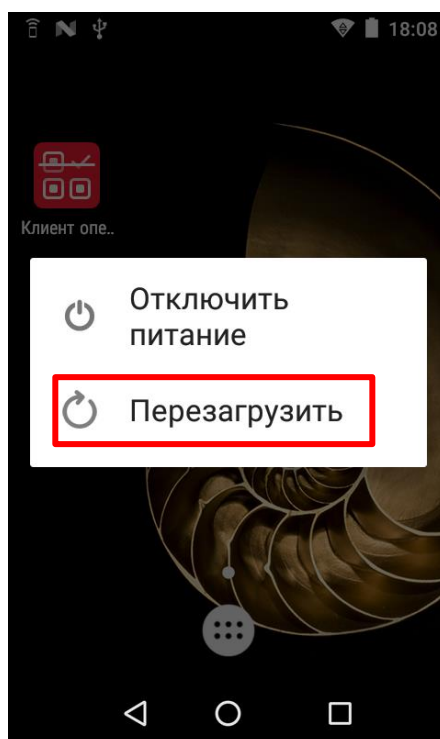 18:08
Клиент опе..
Отключить
питание
Перезагрузить